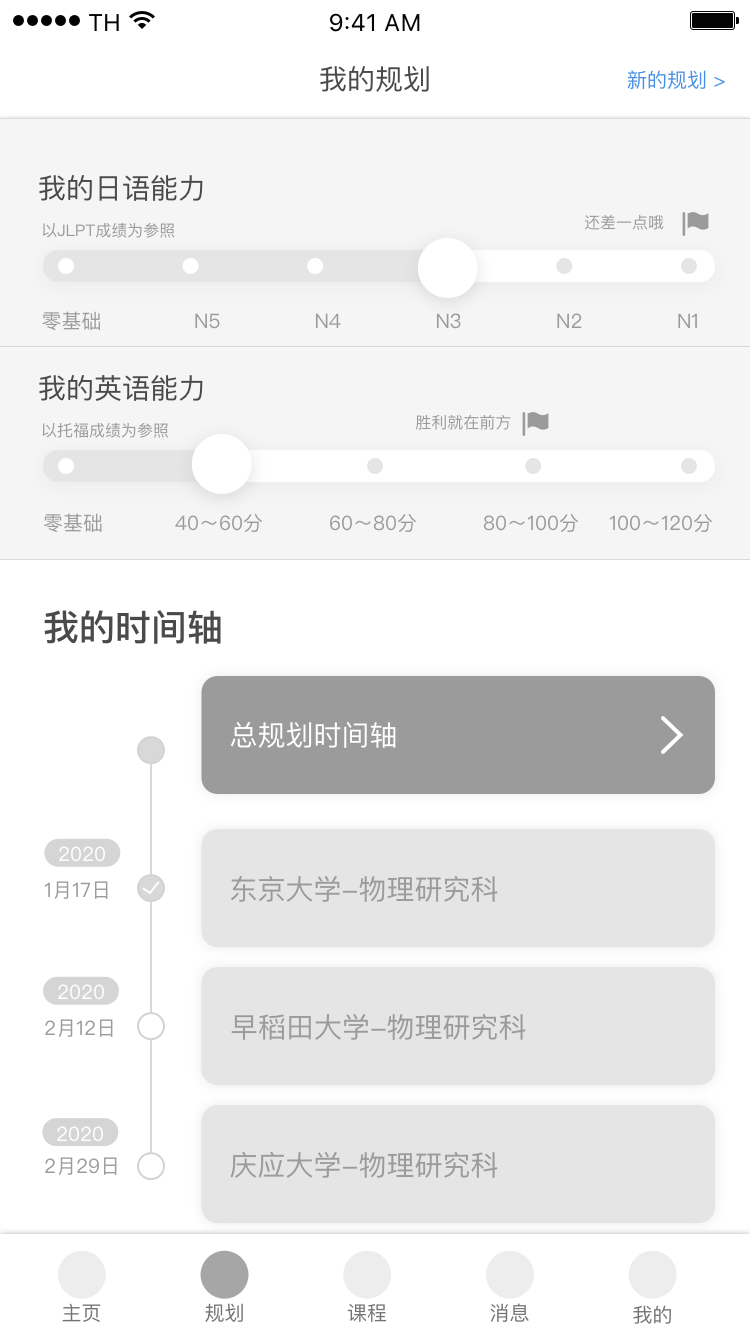 TH 9:41 AM
我的规划 新的规划 >
我的日语能力
以JLPT成绩为参照 还差一点哦
零基础 N5 N4 N3 N2 N1
我的英语能力
以托福成绩为参照 胜利就在前方
零基础 40～60分 60～80分 80～100分 100～120分
我的时间轴
总规划时间轴
2020
1月17日 东京大学–物理研究科
2020
2月12日 早稻田大学–物理研究科
2020
2月29日 庆应大学–物理研究科
主页 规划 课程 消息 我的